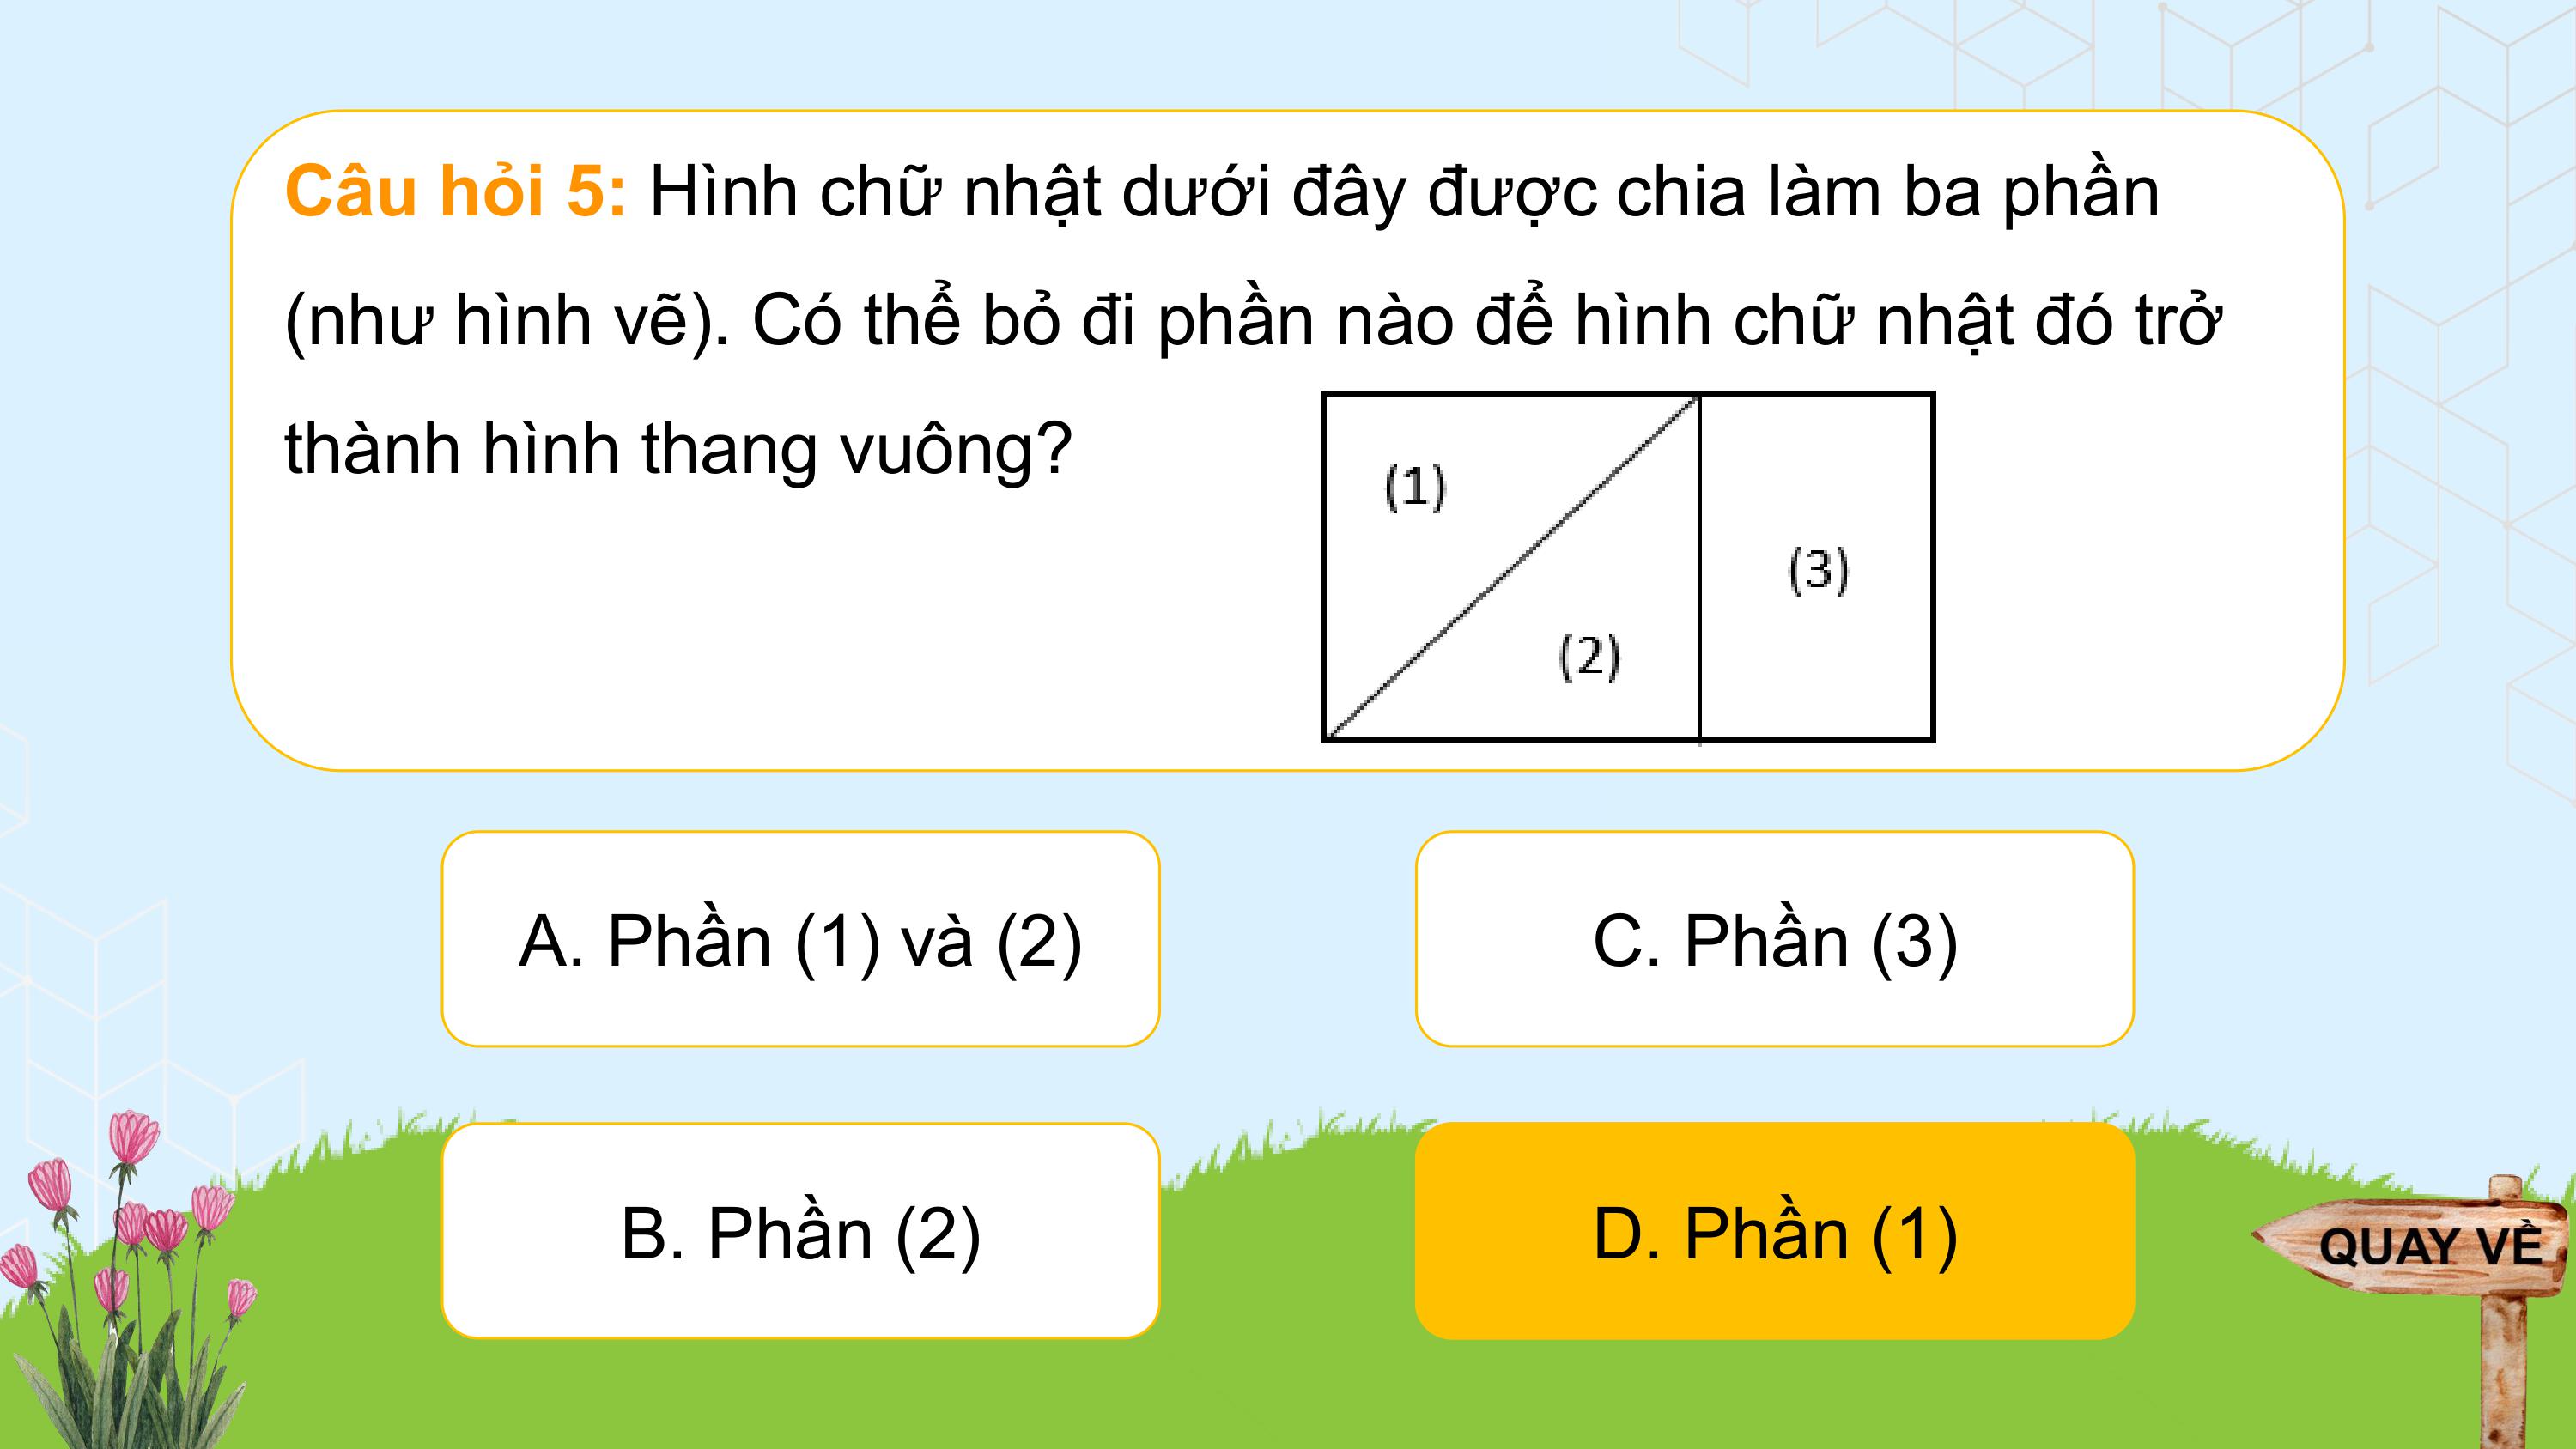 Câu hỏi 5: Hình chữ nhật dưới đây được chia làm ba phần
(như hình vẽ). Có thể bỏ đi phần nào để hình chữ nhật đó trở
thành hình thang vuông?
(1)
(3)
(2)
A. Phần (1) và (2)
C. Phần (3)
B. Phần (2)
D. Phần (1)
QUAY VỀ